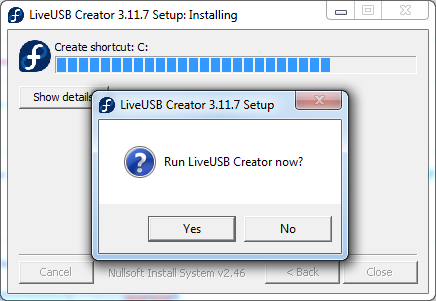 LiveUSB Creator 3.11.7 Setup: Installing
Create shortcut: C:
Show details
LiveUSB Creator 3.11.7 Setup
Run LiveUSB Creator now?
Yes
No
Cancel
Nullsoft Install System v2.46
< Back
Close